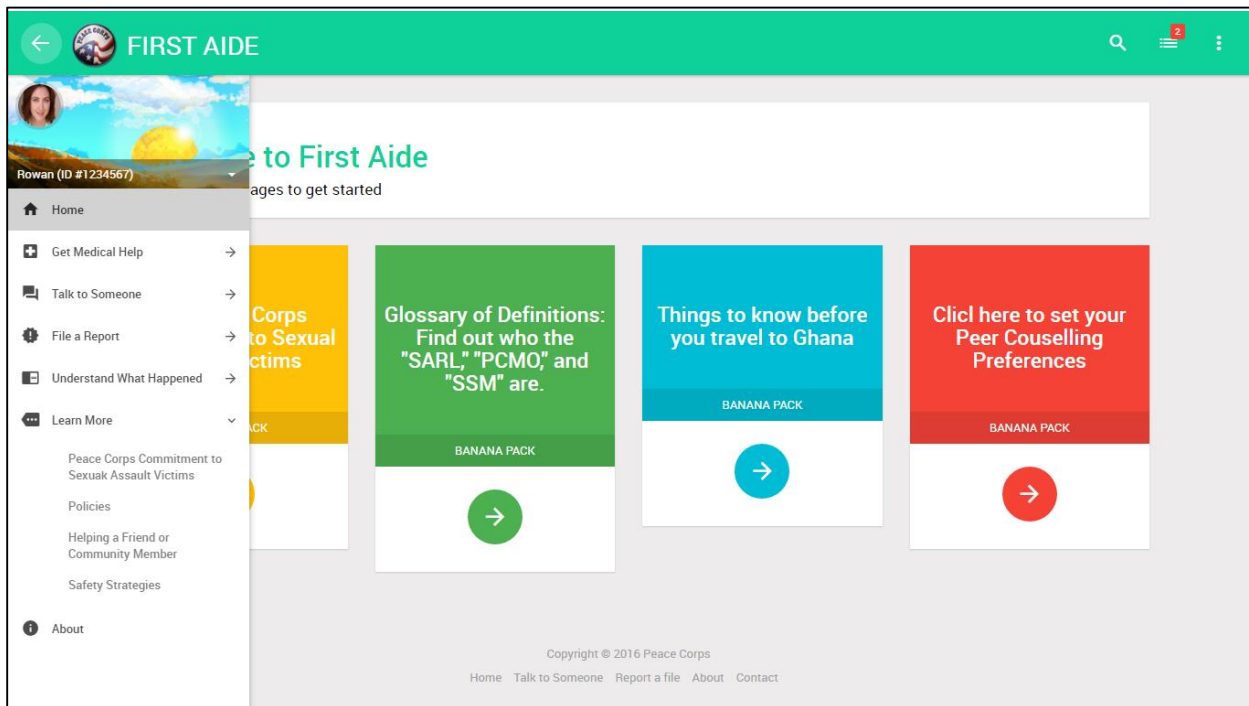 PEACE CORPS
FIRST AIDE
2
Rowan (ID #1234567)
Home
Get Medical Help
Talk to Someone
File a Report
Understand What Happened
Learn More
Peace Corps Commitment to
Sexuak Assault Victims
Policies
Helping a Friend or
Community Member
Safety Strategies
About
to First Aide
ages to get started
Corps
to Sexual
ctims
ACK
Glossary of Definitions:
Find out who the
"SARL," "PCMO," and
"SSM" are.
BANANA PACK
Things to know before
you travel to Ghana
BANANA PACK
Clicl here to set your
Peer Couselling
Preferences
BANANA PACK
Copyright © 2016 Peace Corps
Home Talk to Someone Report a file About Contact